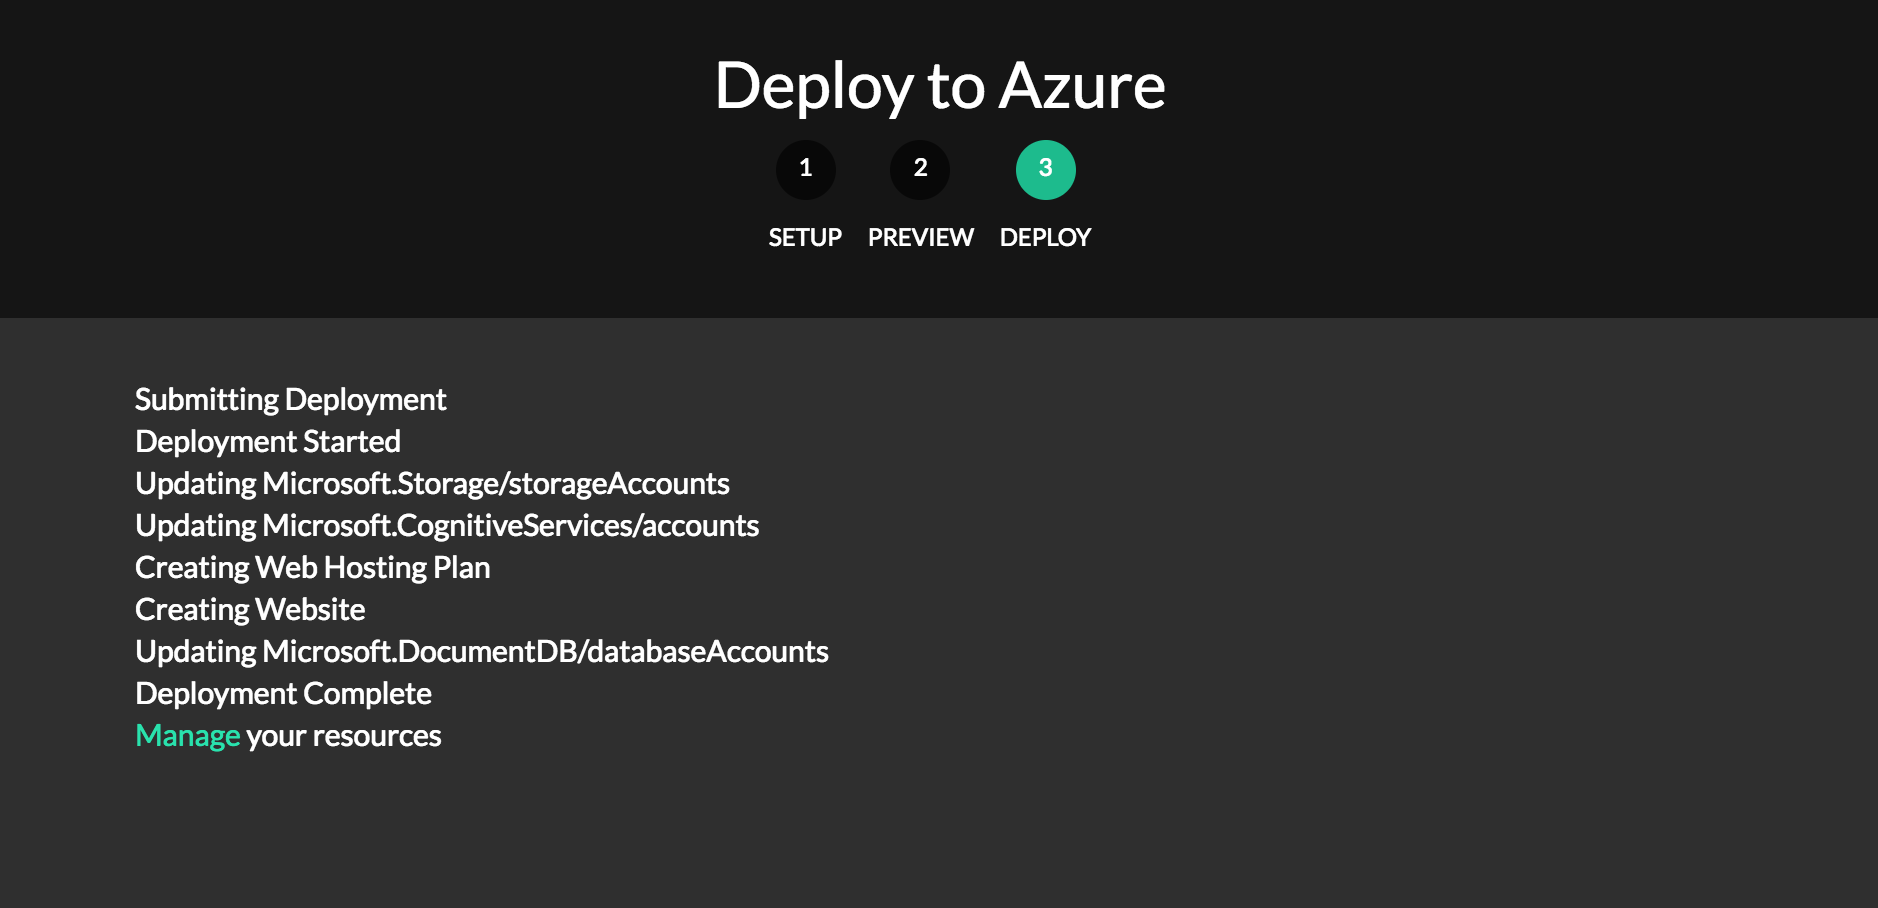 Deploy to Azure
1 2 3
SETUP PREVIEW DEPLOY
Submitting Deployment
Deployment Started
Updating Microsoft.Storage/storageAccounts
Updating Microsoft.CognitiveServices/accounts
Creating Web Hosting Plan
Creating Website
Updating Microsoft.DocumentDB/databaseAccounts
Deployment Complete
Manage your resources